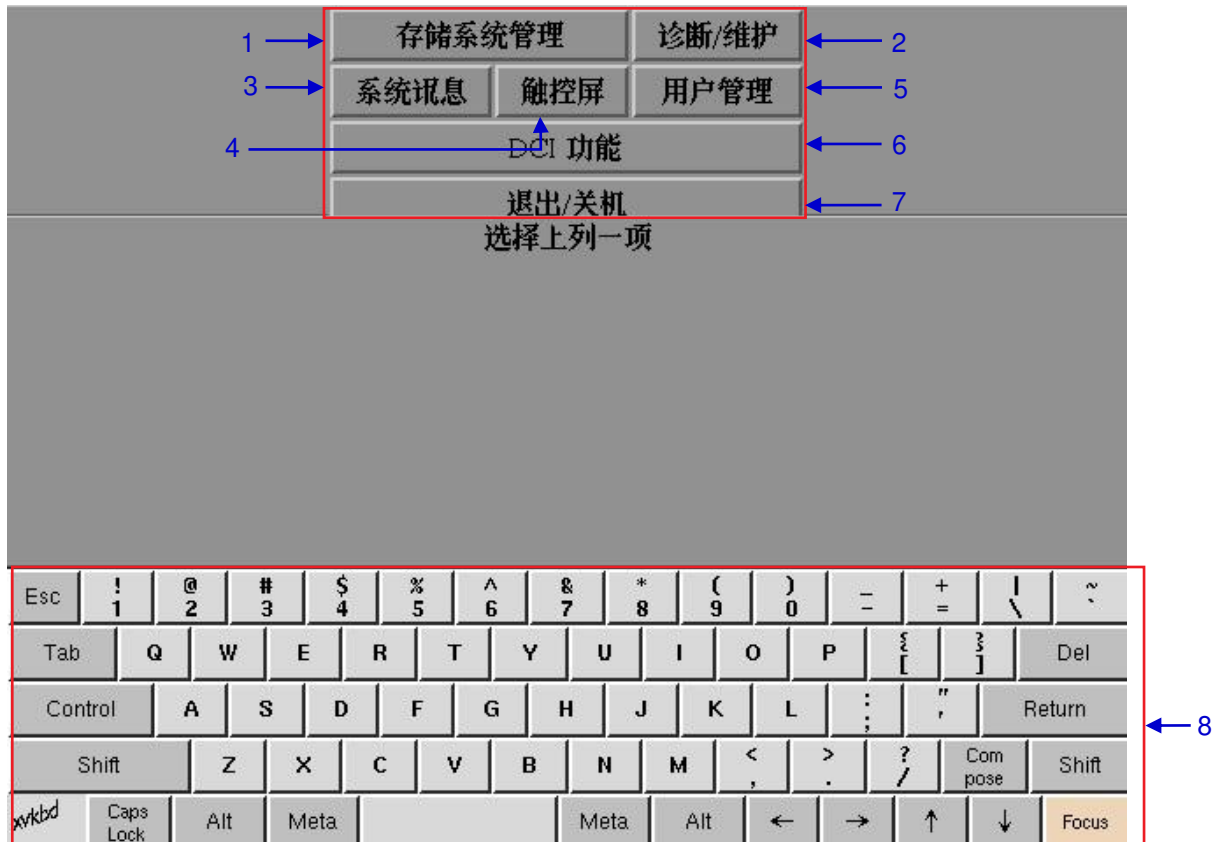 1 存储系统管理 诊断/维护 2
3 系统讯息 触控屏 用户管理 5
4 DCI 功能 6
退出/关机 7
选择上列一项
Esc ! 1 @ 2 # 3 $ 4 % 5 ^ 6 & 7 * 8 ( 9 ) 0 _ - + = | \ ~ `
Tab Q W E R T Y U I O P { [ } ] Del
Control A S D F G H J K L : ; " ' Return 8
Shift Z X C V B N M < , > . ? / Com pose Shift
xvkbd Caps Lock Alt Meta Meta Alt ← → ↑ ↓ Focus